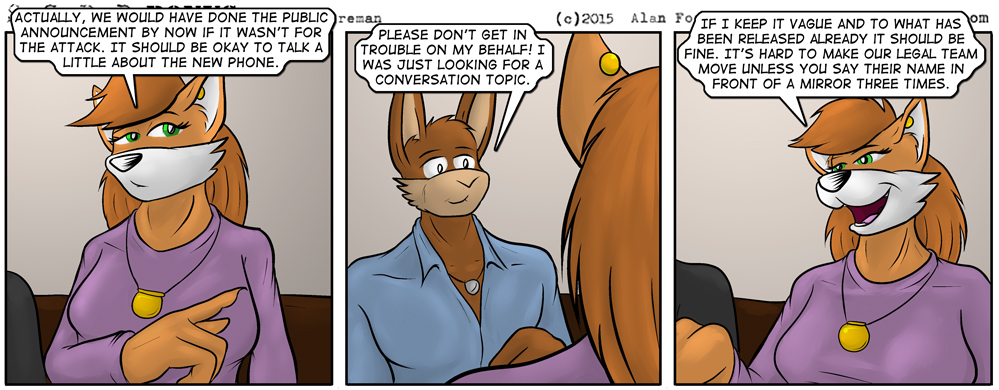 reman
(c)2015 Alan Fo
om
ACTUALLY, WE WOULD HAVE DONE THE PUBLIC
ANNOUNCEMENT BY NOW IF IT WASN'T FOR
THE ATTACK. IT SHOULD BE OKAY TO TALK A
LITTLE ABOUT THE NEW PHONE.
PLEASE DON'T GET IN
TROUBLE ON MY BEHALF! I
WAS JUST LOOKING FOR A
CONVERSATION TOPIC.
IF I KEEP IT VAGUE AND TO WHAT HAS
BEEN RELEASED ALREADY IT SHOULD BE
FINE. IT'S HARD TO MAKE OUR LEGAL TEAM
MOVE UNLESS YOU SAY THEIR NAME IN
FRONT OF A MIRROR THREE TIMES.